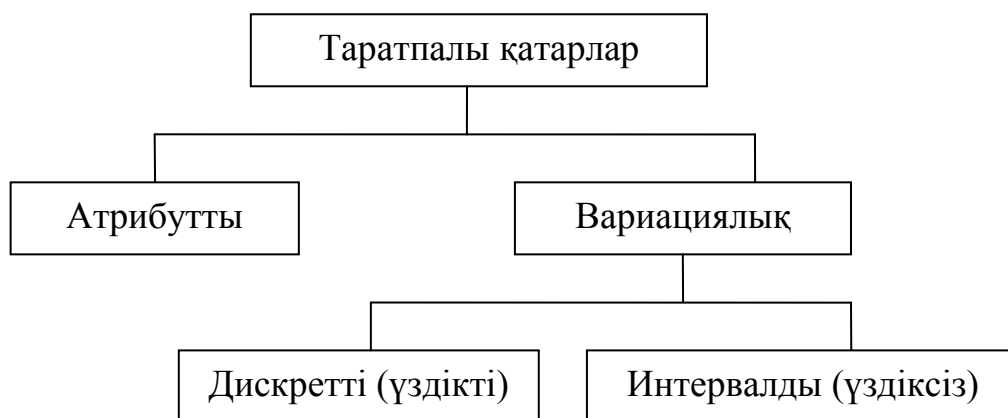 Таратпалы қатарлар
Атрибутты
Вариациялық
Дискретті (үздікті)
Интервалды (үздіксіз)